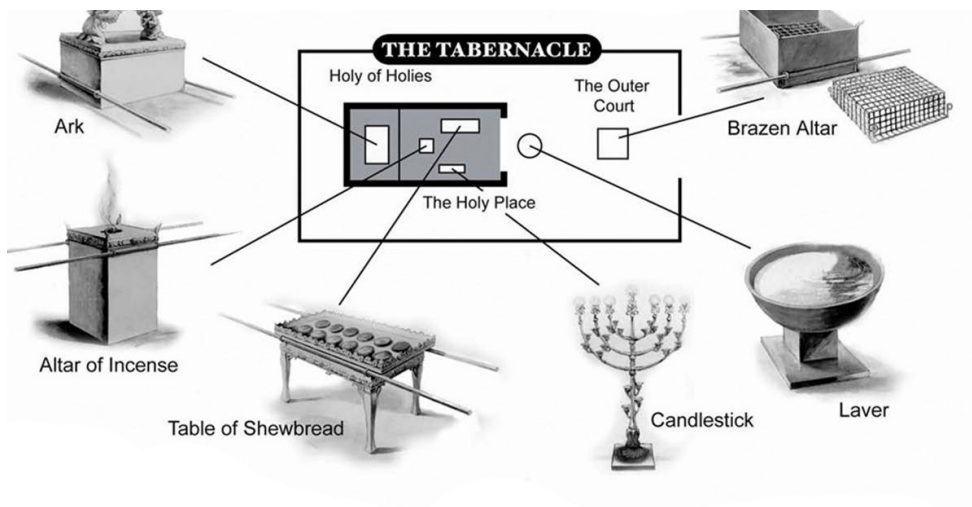 THE TABERNACLE
Holy of Holies
The Outer
Court
Ark
Brazen Altar
The Holy Place
Altar of Incense
Table of Shewbread
Candlestick
Laver